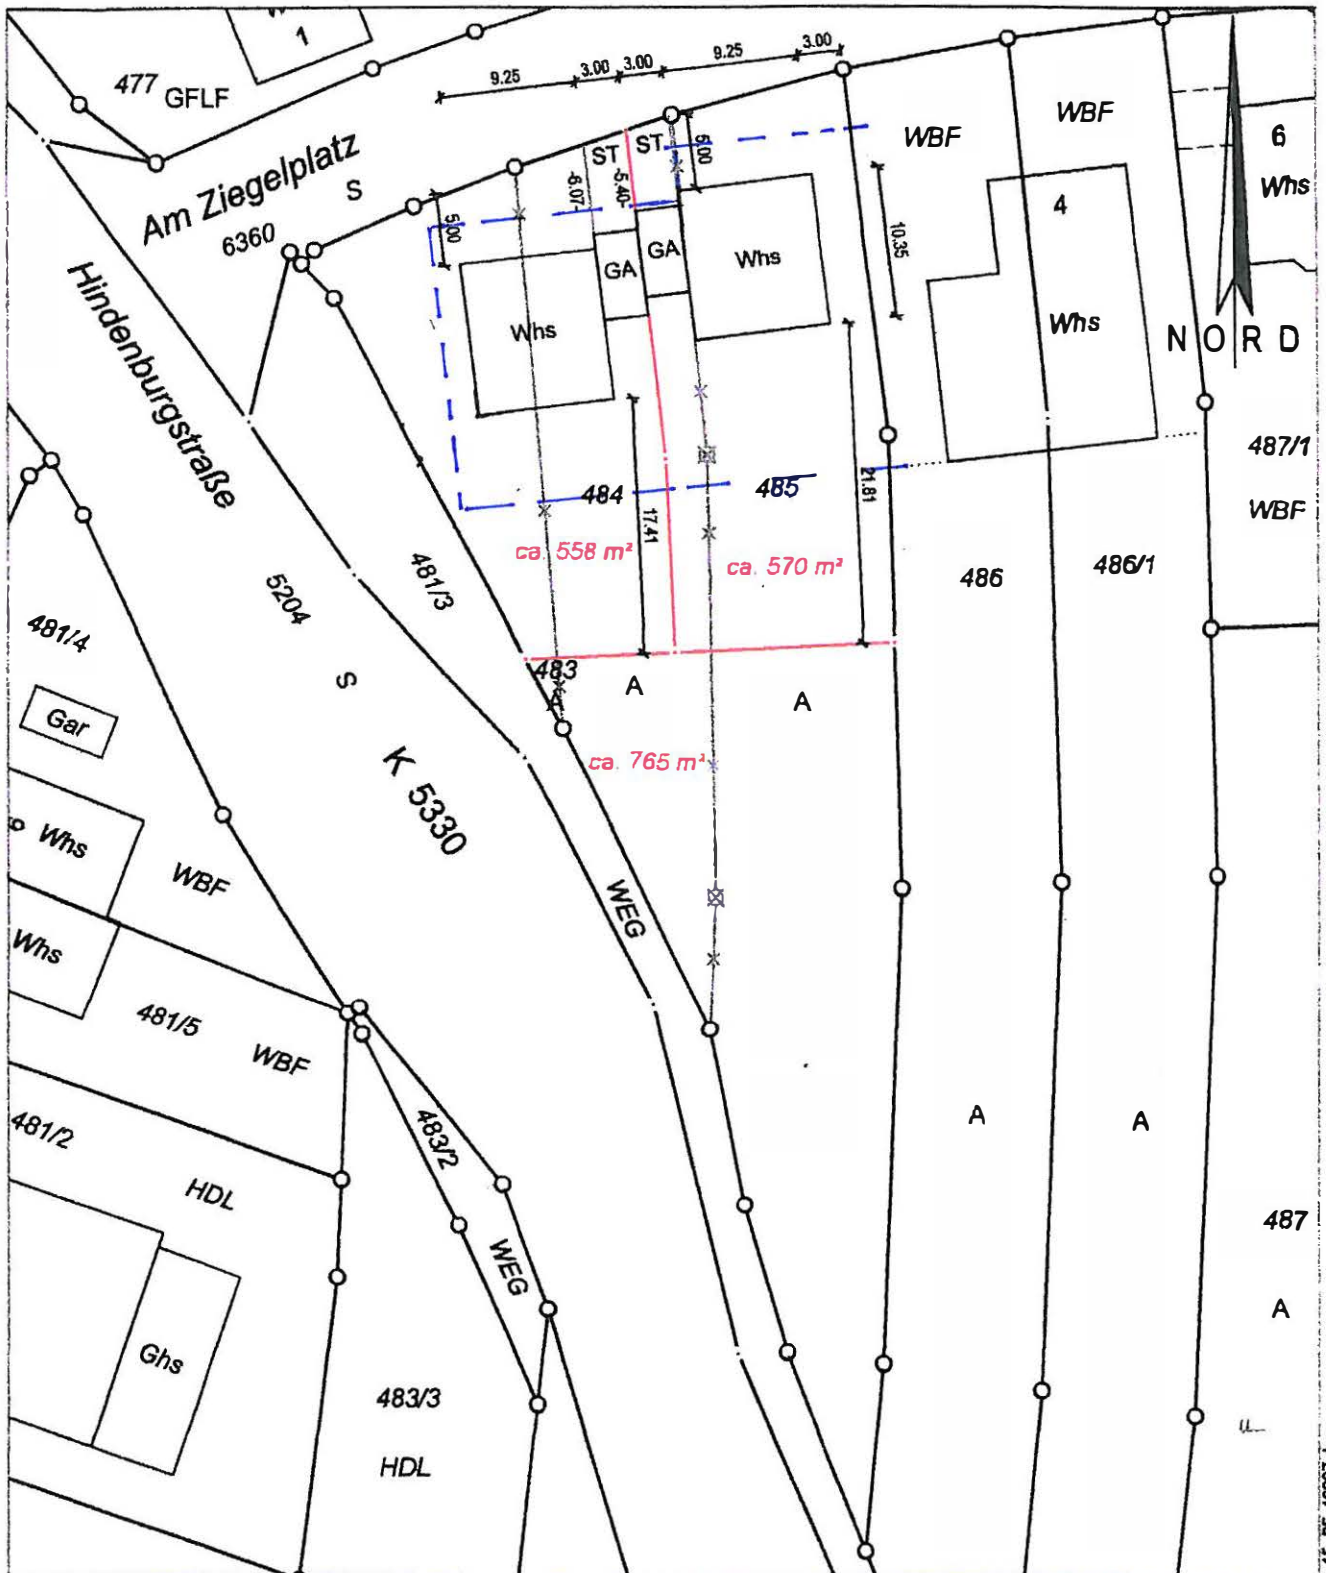 1
477 GFLF
9.25 3.00 3.00 9.25 3.00
Am Ziegelplatz
S
6360
ST ST
5.00
-6.07-
-5.40-
5.00
WBF
WBF
6
Whs
4
10.35
GA GA
Whs
Whs
Whs
NORD
Hindenburgstraße
487/1
WBF
484
485
21.81
17.41
ca. 558 m²
ca. 570 m²
481/3
486
486/1
5204
481/4
S
483
A
A
A
Gar
ca. 765 m²
K 5330
Whs
WBF
WEG
Whs
481/5
WBF
481/2
483/2
A
A
HDL
487
WEG
A
Ghs
483/3
HDL